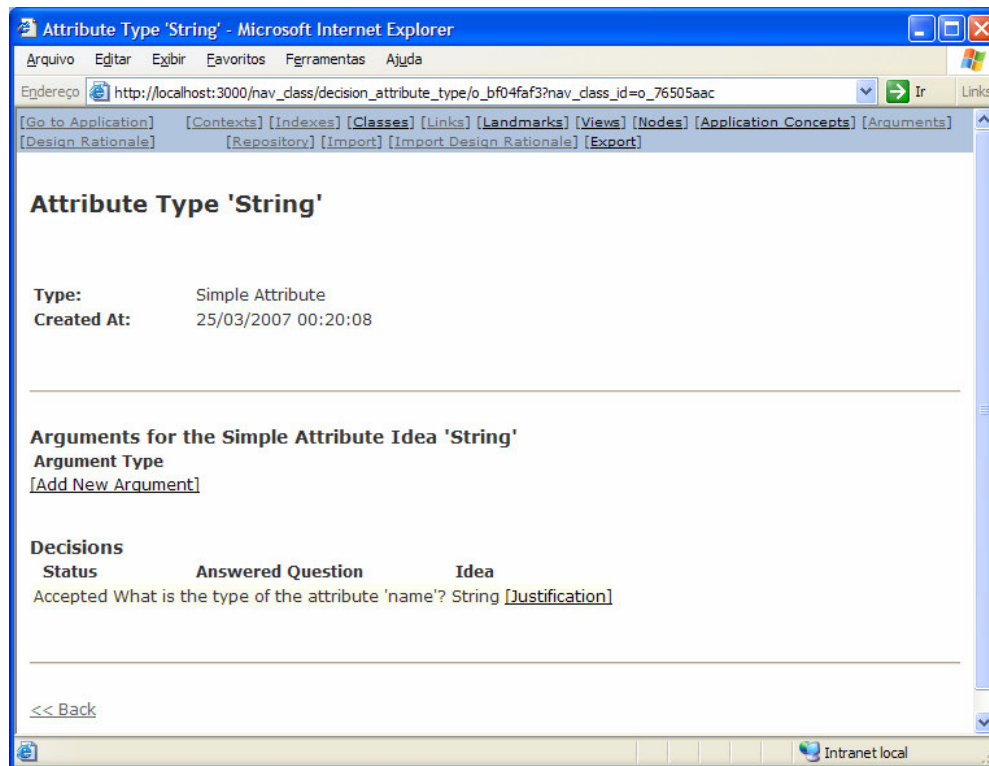 Attribute Type 'String' - Microsoft Internet Explorer
Arquivo Editar Exibir Favoritos Ferramentas Ajuda
Endereço http://localhost:3000/nav_class/decision_attribute_type/o_bf04faf3?nav_class_id=o_76505aac Ir Links
[Go to Application] [Contexts] [Indexes] [Classes] [Links] [Landmarks] [Views] [Nodes] [Application Concepts] [Arguments]
[Design Rationale] [Repository] [Import] [Import Design Rationale] [Export]
Attribute Type 'String'
Type: Simple Attribute
Created At: 25/03/2007 00:20:08
Arguments for the Simple Attribute Idea 'String'
Argument Type
[Add New Argument]
Decisions
Status Answered Question Idea
Accepted What is the type of the attribute 'name'? String [Justification]
<< Back
Intranet local